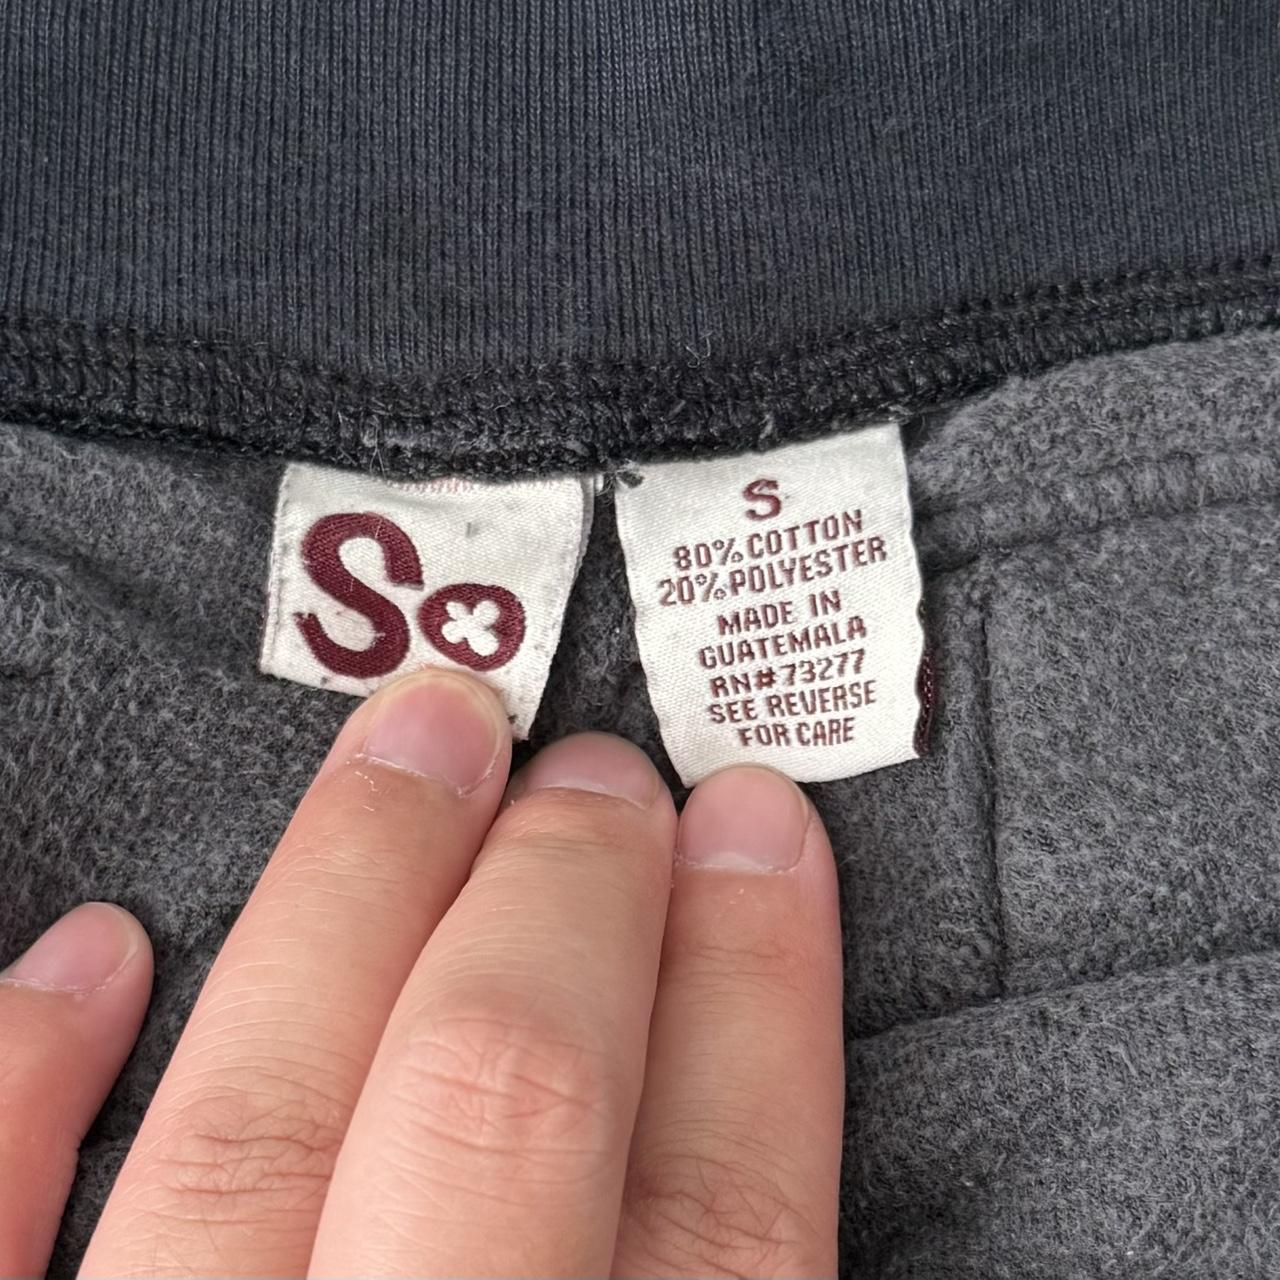 So
S
80% COTTON
20% POLYESTER
MADE IN
GUATEMALA
RN#73277
SEE REVERSE
FOR CARE